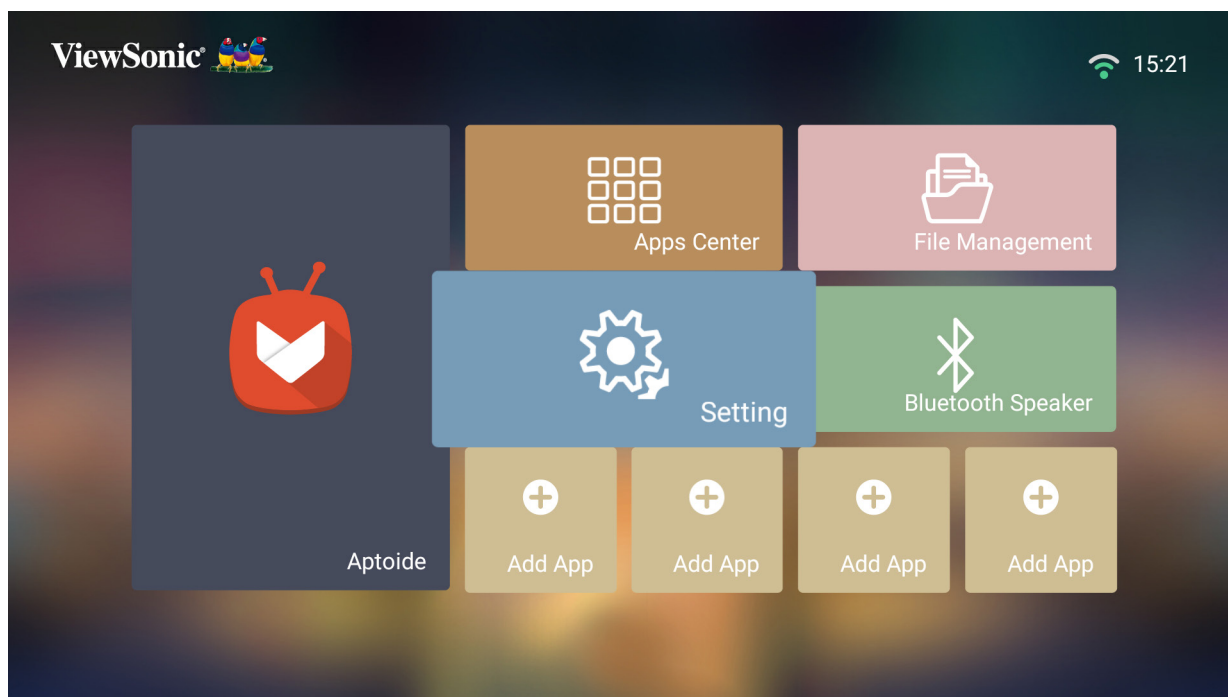 ViewSonic®
15:21
Apps Center
File Management
Setting
Bluetooth Speaker
Aptoide
Add App
Add App
Add App
Add App